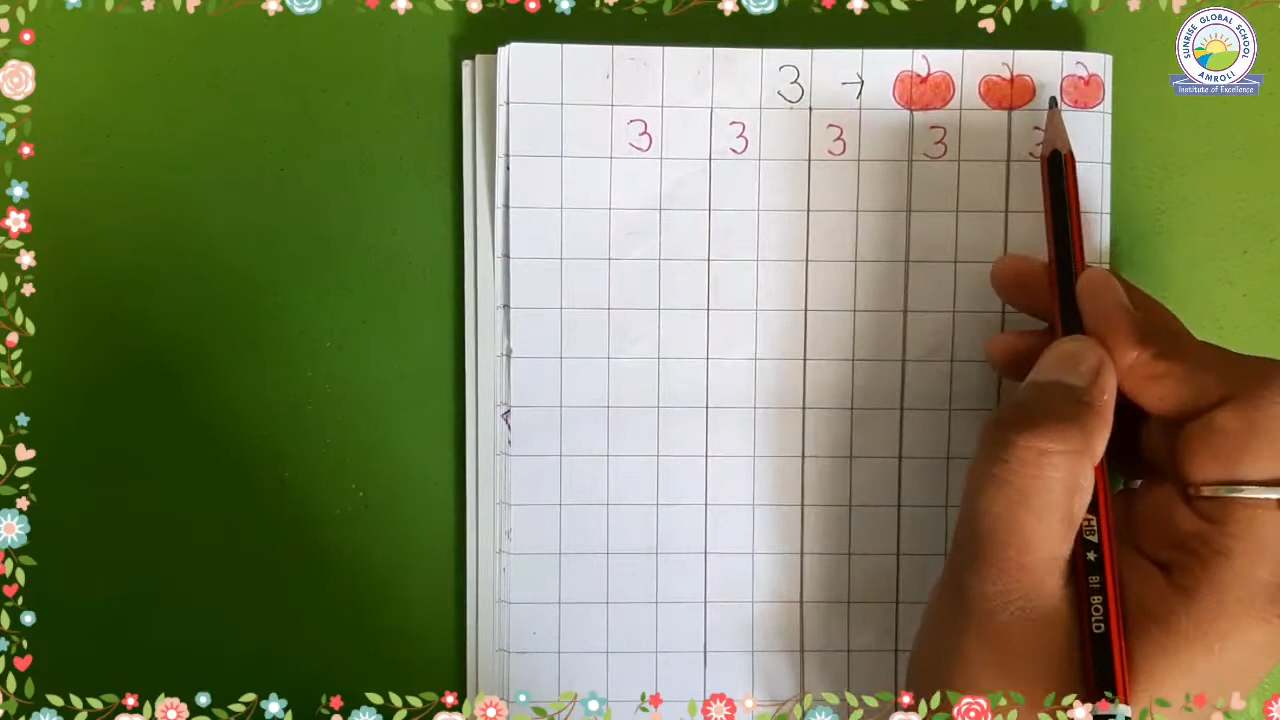 SUNRISE GLOBAL SCHOOL
AMROLI
Institute of Excellence
3 →
3 3 3 3 3
HB ★ BI BOLD